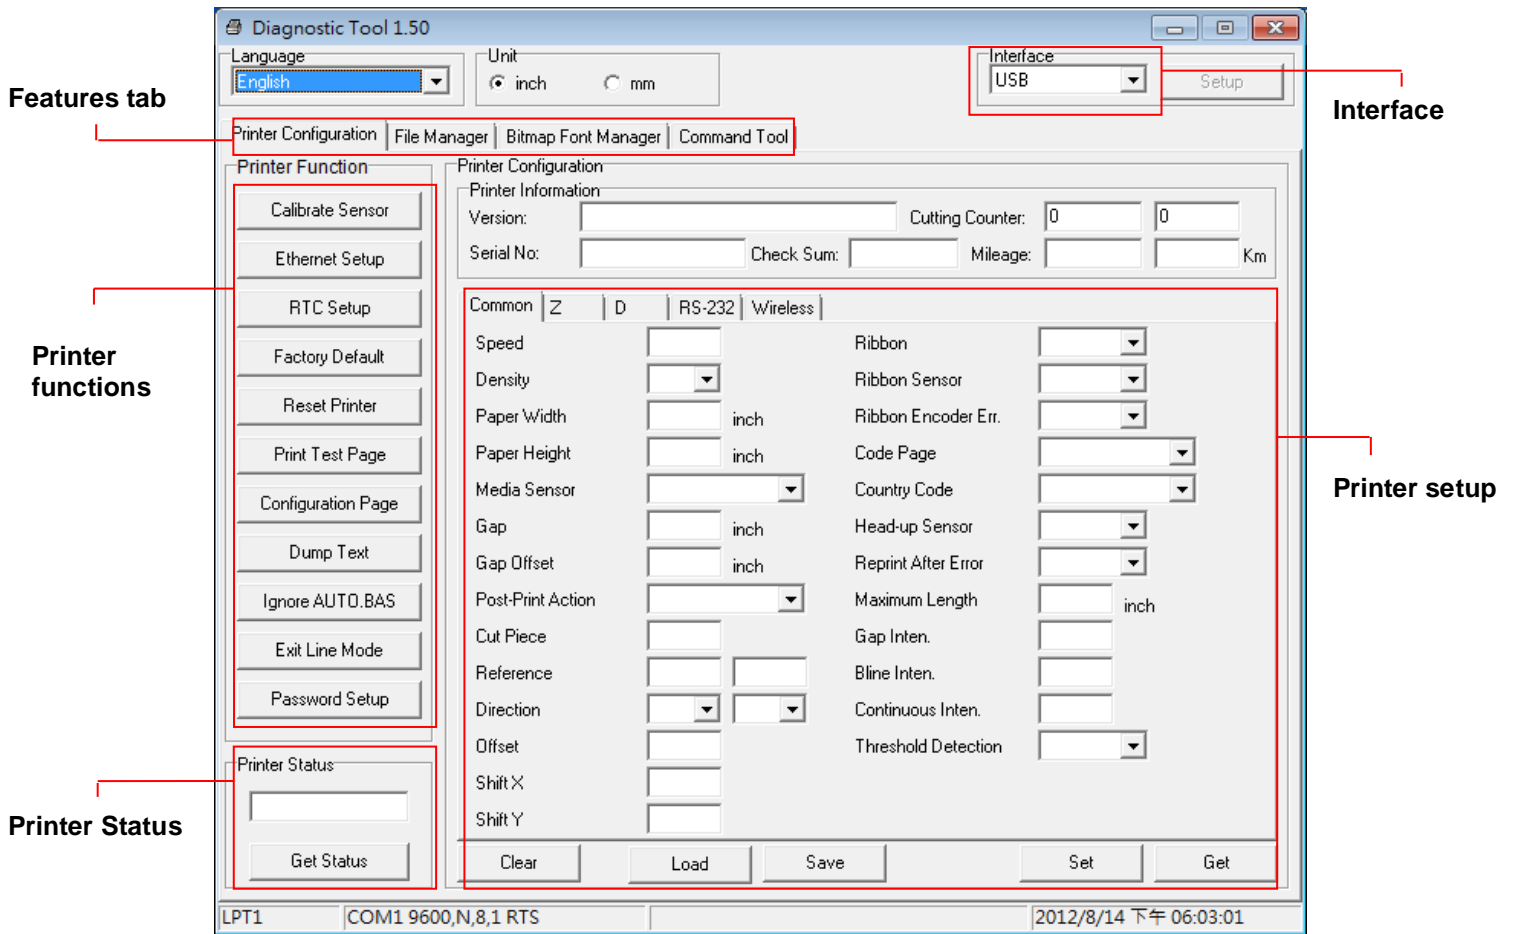 Diagnostic Tool 1.50
Language
Unit
Interface
English
inch
mm
USB
Setup
Features tab
Interface
Printer Configuration
File Manager
Bitmap Font Manager
Command Tool
Printer Function
Calibrate Sensor
Ethernet Setup
RTC Setup
Factory Default
Reset Printer
Print Test Page
Configuration Page
Dump Text
Ignore AUTO.BAS
Exit Line Mode
Password Setup
Printer
functions
Printer Configuration
Printer Information
Version:
Cutting Counter:
0
0
Serial No:
Check Sum:
Mileage:
Km
Common
Z
D
RS-232
Wireless
Speed
Density
Paper Width
inch
Paper Height
inch
Media Sensor
Gap
inch
Gap Offset
inch
Post-Print Action
Cut Piece
Reference
Direction
Offset
Shift X
Shift Y
Ribbon
Ribbon Sensor
Ribbon Encoder Err.
Code Page
Country Code
Head-up Sensor
Reprint After Error
Maximum Length
inch
Gap Inten.
Bline Inten.
Continuous Inten.
Threshold Detection
Printer setup
Printer Status
Get Status
Printer Status
Clear
Load
Save
Set
Get
LPT1
COM1 9600,N,8,1 RTS
2012/8/14 下午 06:03:01